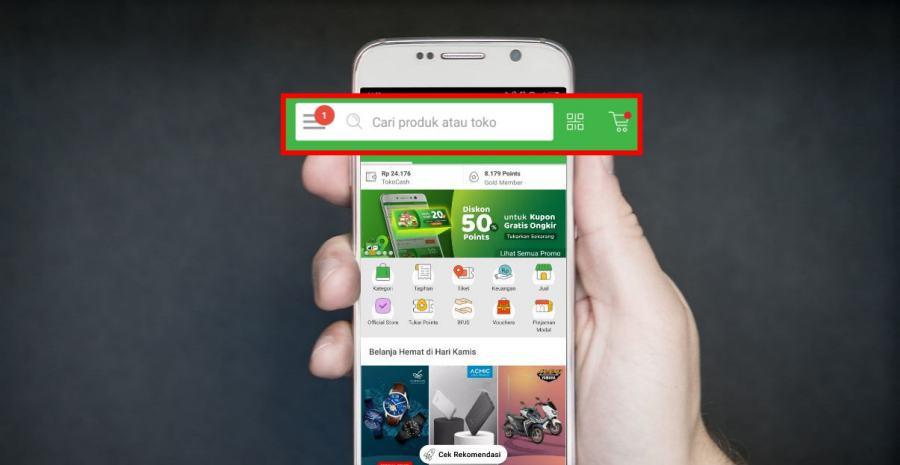 1
Cari produk atau toko
Rp 24.176
TokoCash
8.179 Points
Gold Member
20
Diskon
50%
Points
untuk Kupon
Gratis Ongkir
Tukarkan Sekarang
Lihat Semua Promo
Kategori
Tagihan
Tiket
Keuangan
Jual
Official Store
Tukar Points
Vouchers
Pinjaman
Modal
Belanja Hemat di Hari Kamis
ACMIC
YAMAHA
Cek Rekomendasi